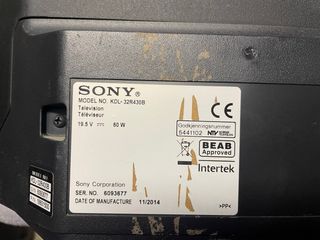 SONY
MODEL NO. KDL-32R430B
Television
Téléviseur
19.5 V ⎓ 60 W
CE
Godkjenningsnummer
5441102
BEAB
Approved
Intertek
Sony Corporation
SER. NO. 6093677
DATE OF MANUFACTURE 11/2014
>PP<